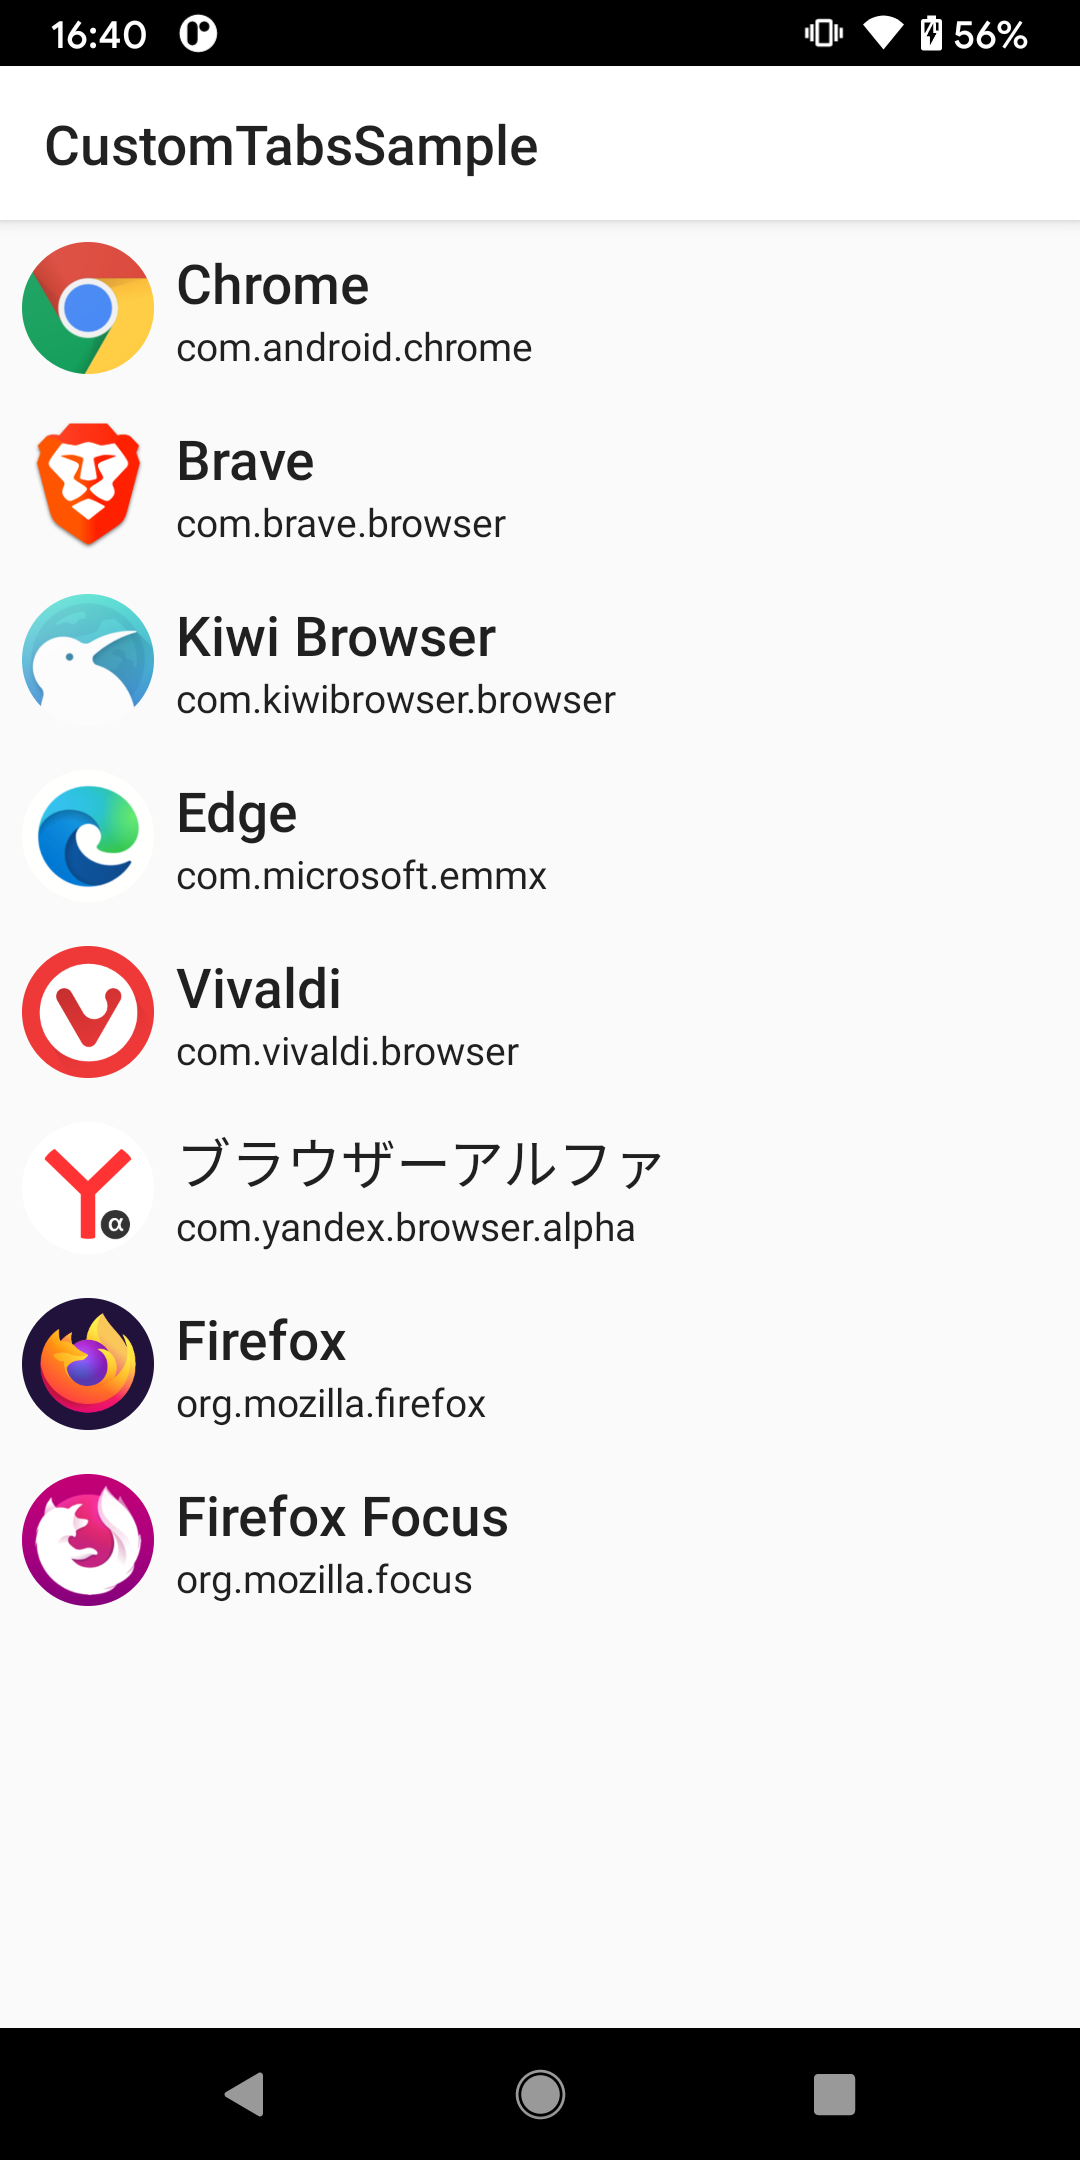 16:40 56%
CustomTabsSample
Chrome
com.android.chrome
Brave
com.brave.browser
Kiwi Browser
com.kiwibrowser.browser
Edge
com.microsoft.emmx
Vivaldi
com.vivaldi.browser
α
ブラウザーアルファ
com.yandex.browser.alpha
Firefox
org.mozilla.firefox
Firefox Focus
org.mozilla.focus